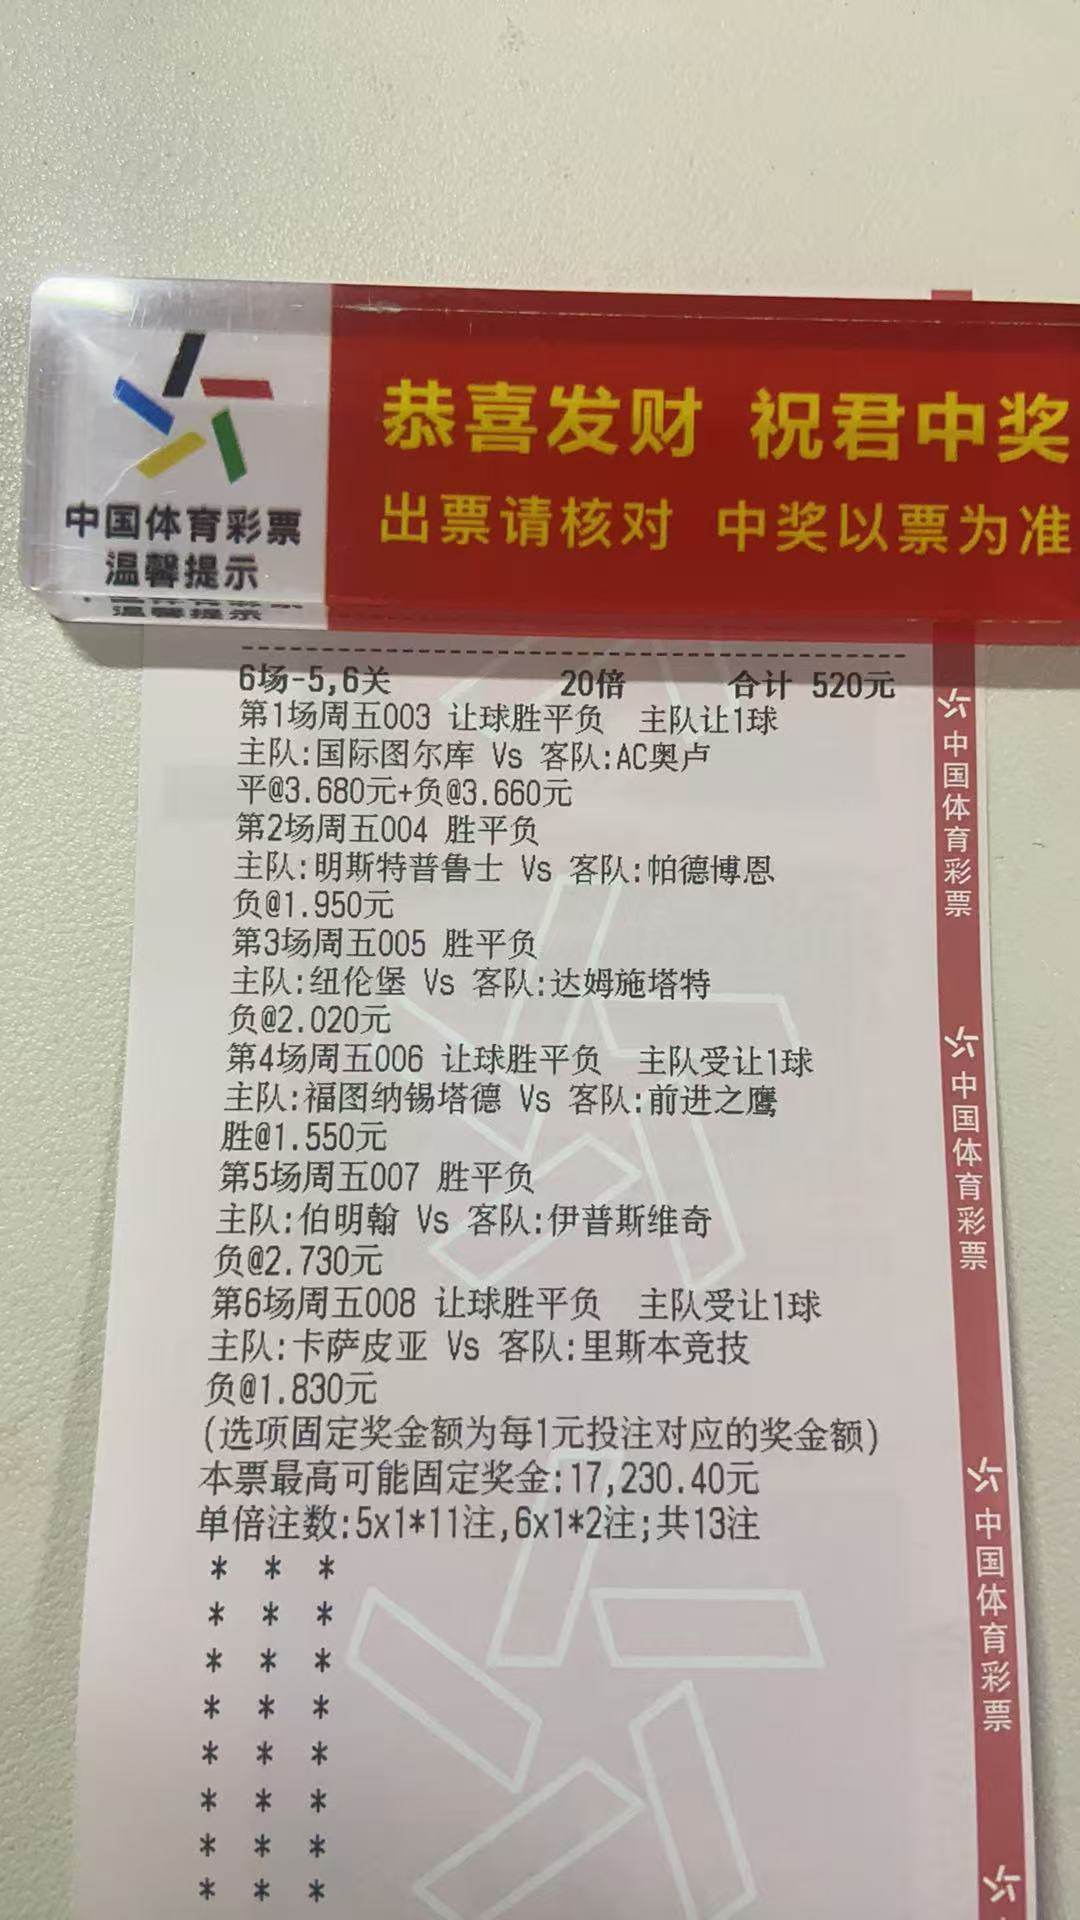 恭喜发财 祝君中奖
出票请核对 中奖以票为准
中国体育彩票
温馨提示
6场-5,6关 20倍 合计 520元
第1场周五003 让球胜平负 主队让1球
主队:国际图尔库 Vs 客队:AC奥卢
平@3.680元+负@3.660元
第2场周五004 胜平负
主队:明斯特普鲁士 Vs 客队:帕德博恩
负@1.950元
第3场周五005 胜平负
主队:纽伦堡 Vs 客队:达姆施塔特
负@2.020元
第4场周五006 让球胜平负 主队受让1球
主队:福图纳锡塔德 Vs 客队:前进之鹰
胜@1.550元
第5场周五007 胜平负
主队:伯明翰 Vs 客队:伊普斯维奇
负@2.730元
第6场周五008 让球胜平负 主队受让1球
主队:卡萨皮亚 Vs 客队:里斯本竞技
负@1.830元
(选项固定奖金额为每1元投注对应的奖金额)
本票最高可能固定奖金:17,230.40元
单倍注数:5x1*11注,6x1*2注;共13注
* * *
* * *
* * *
* * *
* * *
* * *
* * *
* * *
中国体育彩票
中国体育彩票
中国体育彩票